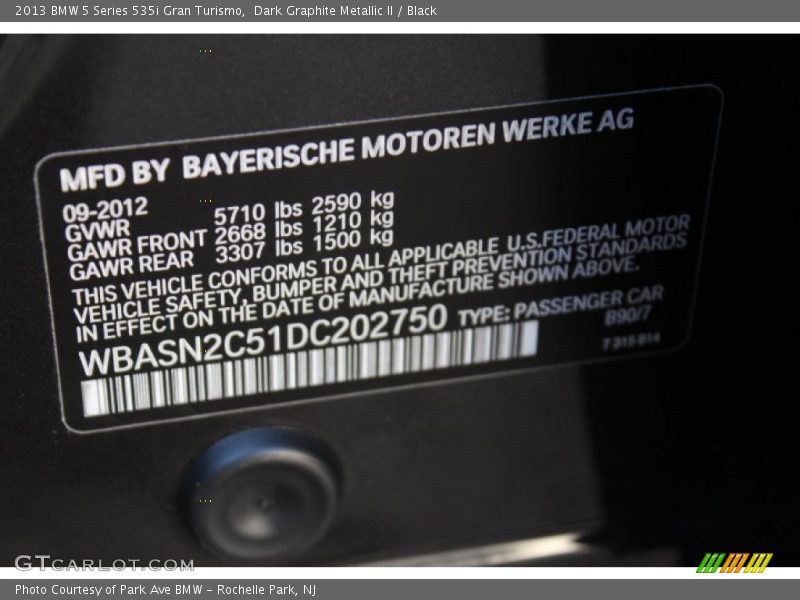 2013 BMW 5 Series 535i Gran Turismo,  Dark Graphite Metallic II / Black
MFD BY BAYERISCHE MOTOREN WERKE AG
09-2012
GVWR 5710 lbs 2590 kg
GAWR FRONT 2668 lbs 1210 kg
GAWR REAR 3307 lbs 1500 kg
THIS VEHICLE CONFORMS TO ALL APPLICABLE U.S.FEDERAL MOTOR
VEHICLE SAFETY, BUMPER AND THEFT PREVENTION STANDARDS
IN EFFECT ON THE DATE OF MANUFACTURE SHOWN ABOVE.
WBASN2C51DC202750 TYPE: PASSENGER CAR
B90/7
GTCARLOT.COM
Photo Courtesy of Park Ave BMW - Rochelle Park, NJ